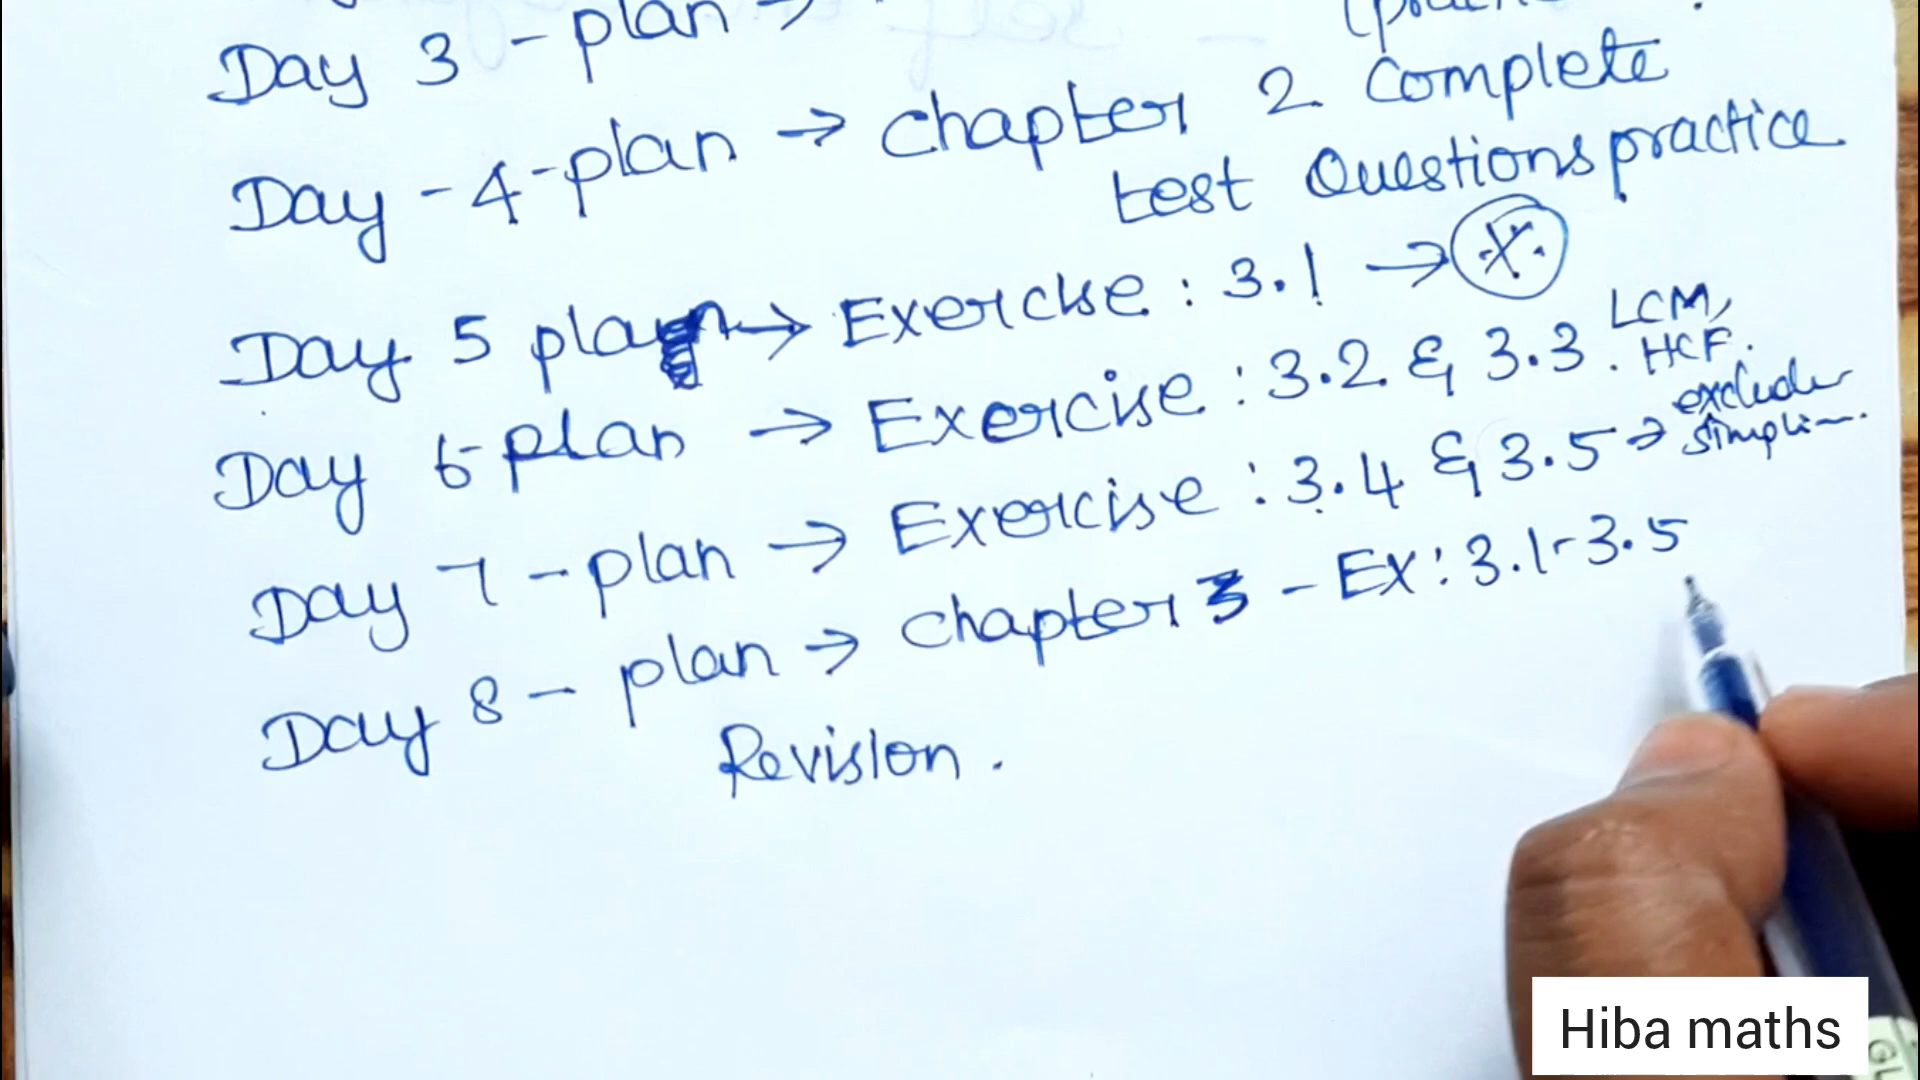 Day 3 - plan →
Day - 4 - plan → chapter 2 complete
test Questions practice
Day 5 plan → Exercise : 3.1 →
Day 6 plan → Exercise : 3.2 & 3.3. LCM, HCF.
Day 7 - plan → Exercise : 3.4 & 3.5 → exclude
Day 8 - plan → chapter 3 - Ex : 3.1 - 3.5
Revision.
Hiba maths